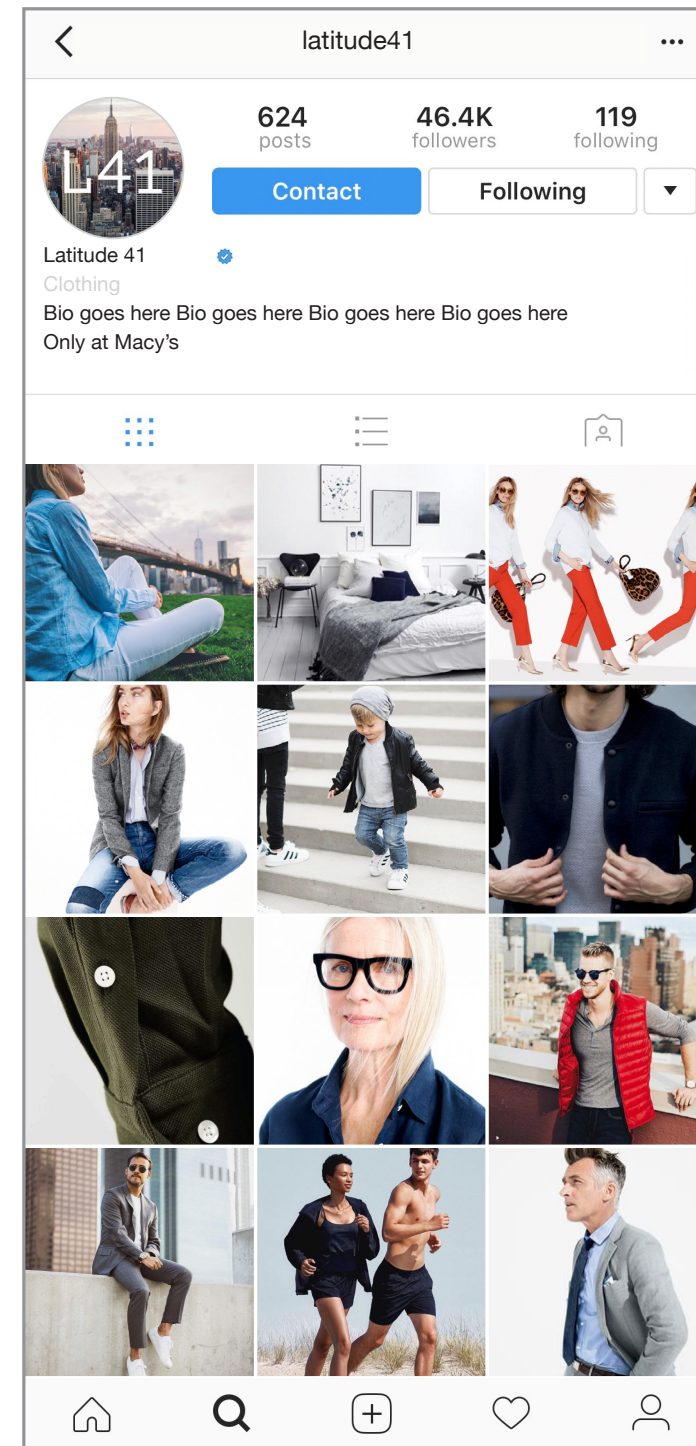 latitude41
624 46.4K 119
posts followers following
L41
Contact Following
Latitude 41
Clothing
Bio goes here Bio goes here Bio goes here Bio goes here
Only at Macy’s